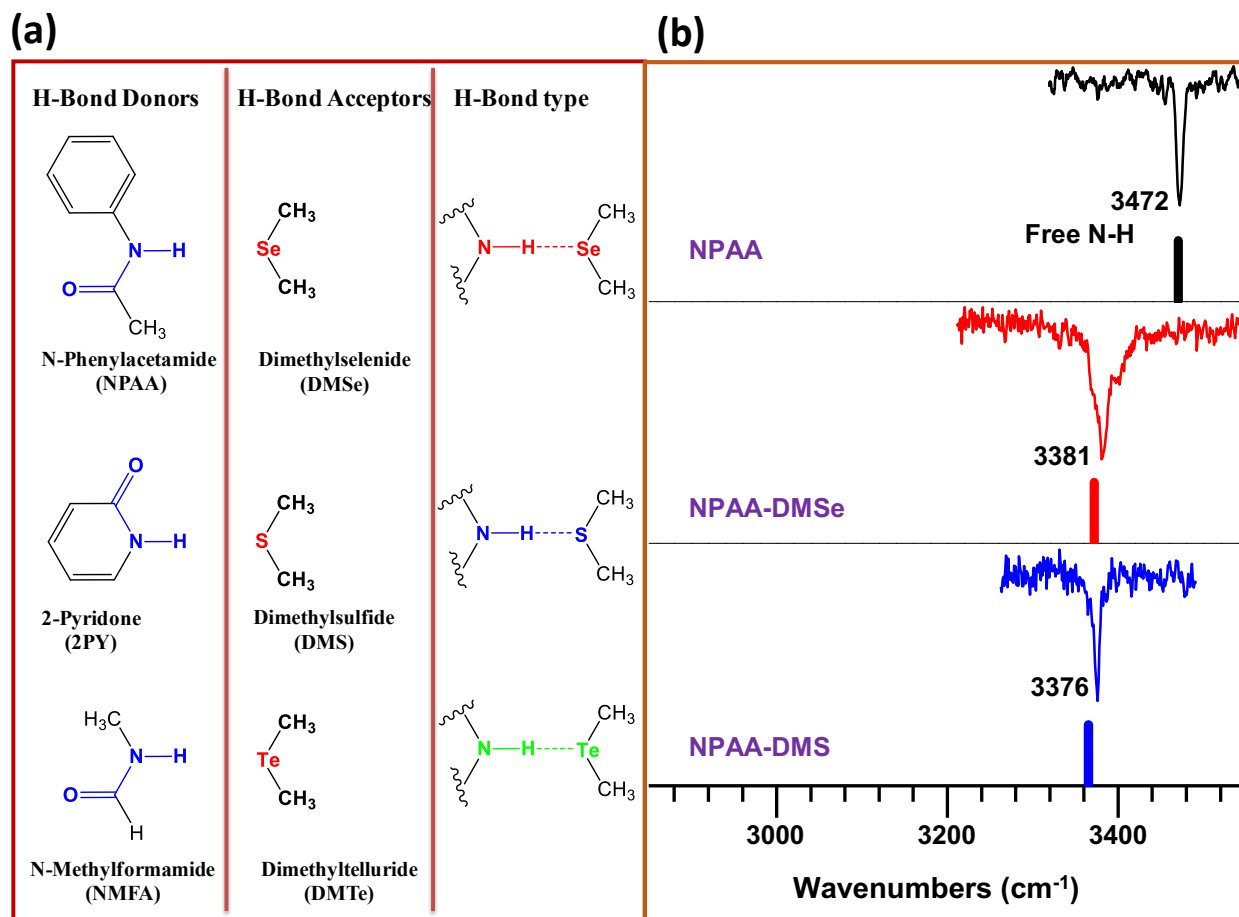 (a)
H-Bond Donors
H-Bond Acceptors
H-Bond type
N
H
O
CH₃
N-Phenylacetamide
(NPAA)
CH₃
Se
CH₃
Dimethylselenide
(DMSe)
N
H
Se
CH₃
CH₃
O
N
H
2-Pyridone
(2PY)
CH₃
S
CH₃
Dimethylsulfide
(DMS)
N
H
S
CH₃
CH₃
H₃C
N
H
O
H
N-Methylformamide
(NMFA)
CH₃
Te
CH₃
Dimethyltelluride
(DMTe)
N
H
Te
CH₃
CH₃
(b)
3472
Free N-H
NPAA
3381
NPAA-DMSe
3376
NPAA-DMS
3000 3200 3400
Wavenumbers (cm⁻¹)